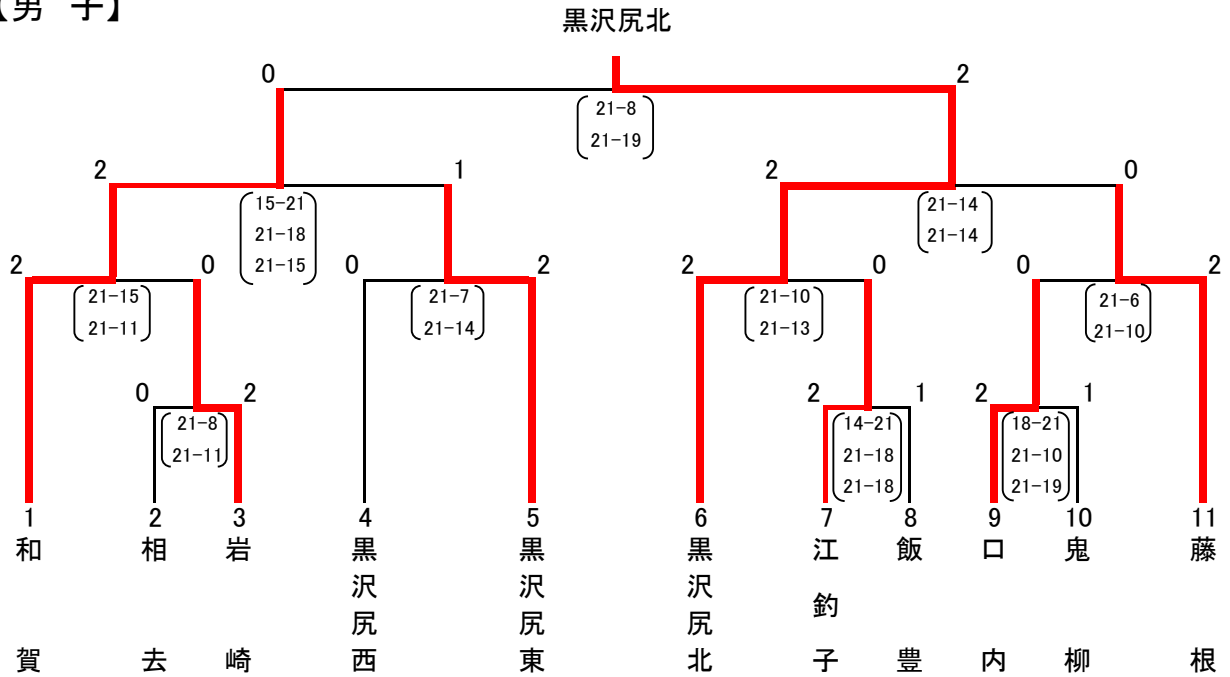 【男　子】
黒沢尻北
0 2
21-8
21-19
2 1 2 0
15-21
21-18
21-15
21-14
21-14
2 0 0 2 2 0 0 2
21-15
21-11
21-7
21-14
21-10
21-13
21-6
21-10
0 2 2 1 2 1
21-8
21-11
14-21
21-18
21-18
18-21
21-10
21-19
1 2 3 4 5 6 7 8 9 10 11
和賀
相去
岩崎
黒沢尻西
黒沢尻東
黒沢尻北
江釣子
飯豊
口内
鬼柳
藤根